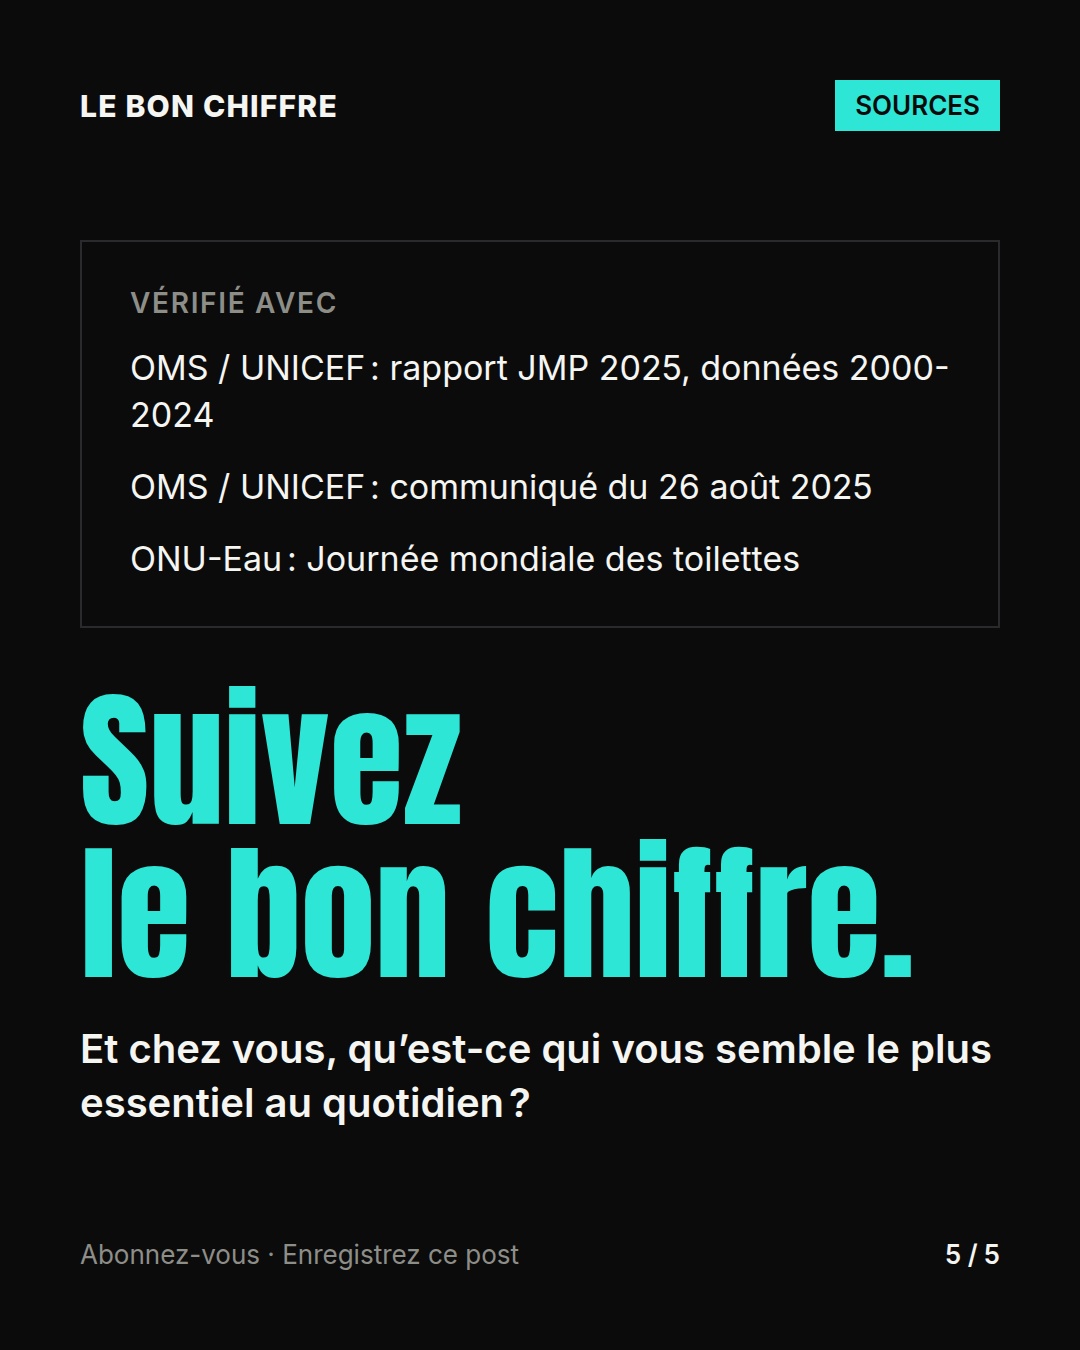 LE BON CHIFFRE
SOURCES
VÉRIFIÉ AVEC
OMS / UNICEF : rapport JMP 2025, données 2000-
2024
OMS / UNICEF : communiqué du 26 août 2025
ONU-Eau : Journée mondiale des toilettes
Suivez
le bon chiffre.
Et chez vous, qu’est-ce qui vous semble le plus
essentiel au quotidien ?
Abonnez-vous · Enregistrez ce post
5 / 5